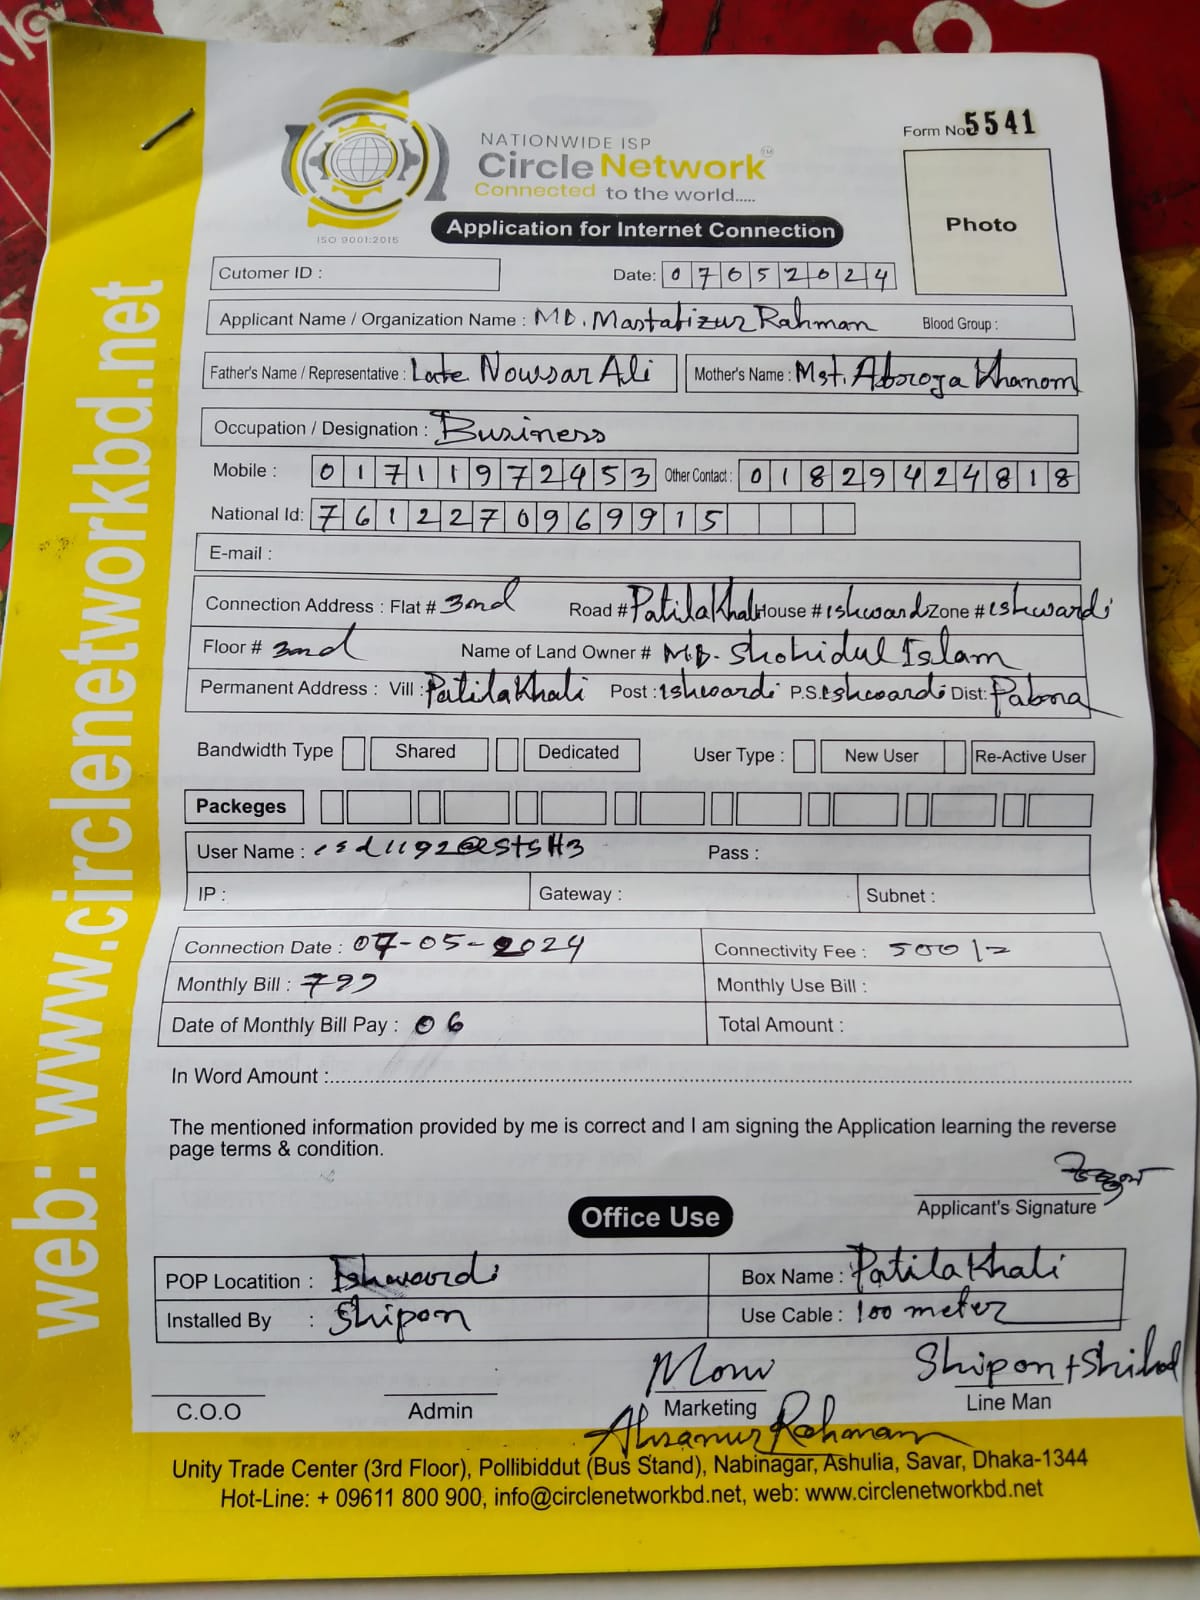 web: www.circlenetworkbd.net
NATIONWIDE ISP
Circle Network TM
Connected to the world.....
ISO 9001:2015
Form No 5541
Photo
Application for Internet Connection
Cutomer ID :
Date: 07052024
Applicant Name / Organization Name : MD. Mastafizur Rahman Blood Group :
Father's Name / Representative : Late Nowsar Ali Mother's Name : Mst. Khanom
Occupation / Designation : Business
Mobile : 01711972453 Other Contact : 01829424818
National Id: 7612270969915
E-mail :
Connection Address : Flat # 2nd Road # Patilakhali House # ishwardi Zone # ishwardi
Floor # 2nd Name of Land Owner # MD. Shohidul Islam
Permanent Address : Vill : Patilakhali Post : ishwardi P.S. ishwardi Dist: Pabna
Bandwidth Type Shared Dedicated User Type : New User Re-Active User
Packeges
User Name : isd1192@stsH3 Pass :
IP : Gateway : Subnet :
Connection Date : 07-05-2024 Connectivity Fee : 500/=
Monthly Bill : 799 Monthly Use Bill :
Date of Monthly Bill Pay : 06 Total Amount :
In Word Amount :
The mentioned information provided by me is correct and I am signing the Application learning the reverse
page terms & condition.
Applicant's Signature
Office Use
POP Locatition : Ishwardi Box Name : Patilakhali
Installed By : Shipon Use Cable : 100 meter
Moni Shipon +
C.O.O Admin Marketing Line Man
Ahsanur Rahman
Unity Trade Center (3rd Floor), Pollibiddut (Bus Stand), Nabinagar, Ashulia, Savar, Dhaka-1344
Hot-Line: + 09611 800 900, info@circlenetworkbd.net, web: www.circlenetworkbd.net